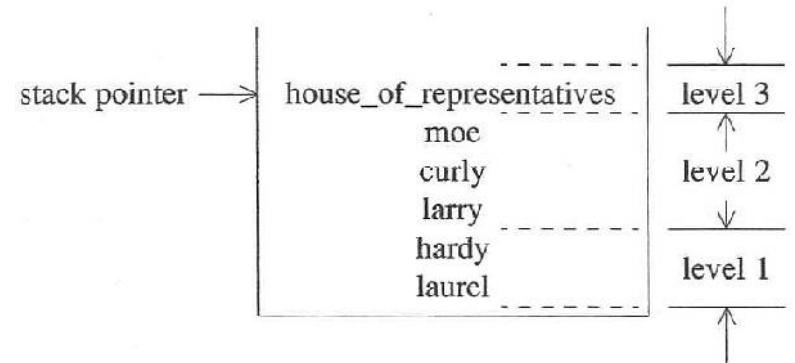 stack pointer house_of_representatives level 3
moe
curly level 2
larry
hardy
level 1
laurel